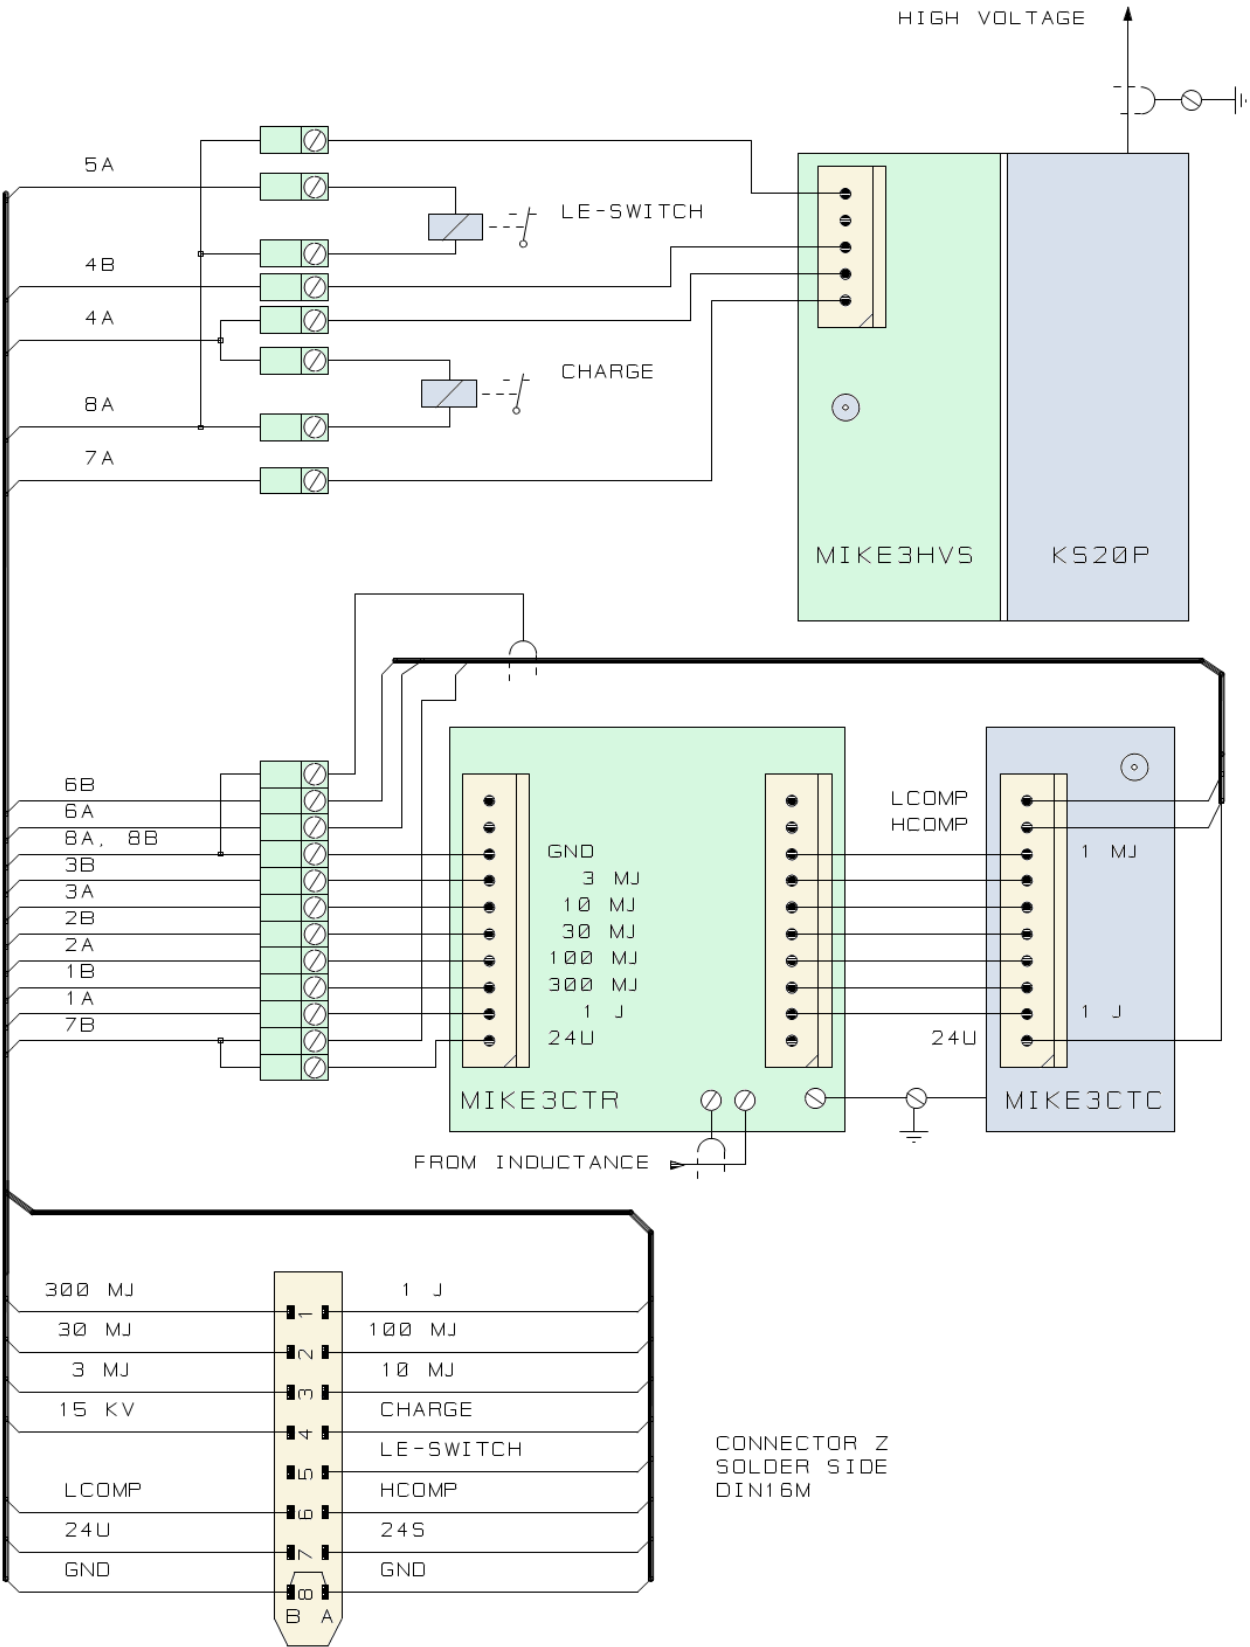 HIGH VOLTAGE
5A
LE-SWITCH
4B
4A
CHARGE
8A
7A
MIKE3HVS
KS20P
6B
6A
8A, 8B
3B
3A
2B
2A
1B
1A
7B
GND
3 MJ
10 MJ
30 MJ
100 MJ
300 MJ
1 J
24U
MIKE3CTR
LCOMP
HCOMP
1 MJ
1 J
24U
MIKE3CTC
FROM INDUCTANCE
300 MJ 1 1 J
30 MJ 2 100 MJ
3 MJ 3 10 MJ
15 KV 4 CHARGE
5 LE-SWITCH
LCOMP 6 HCOMP
24U 7 24S
GND 8 GND
B A
CONNECTOR Z
SOLDER SIDE
DIN16M